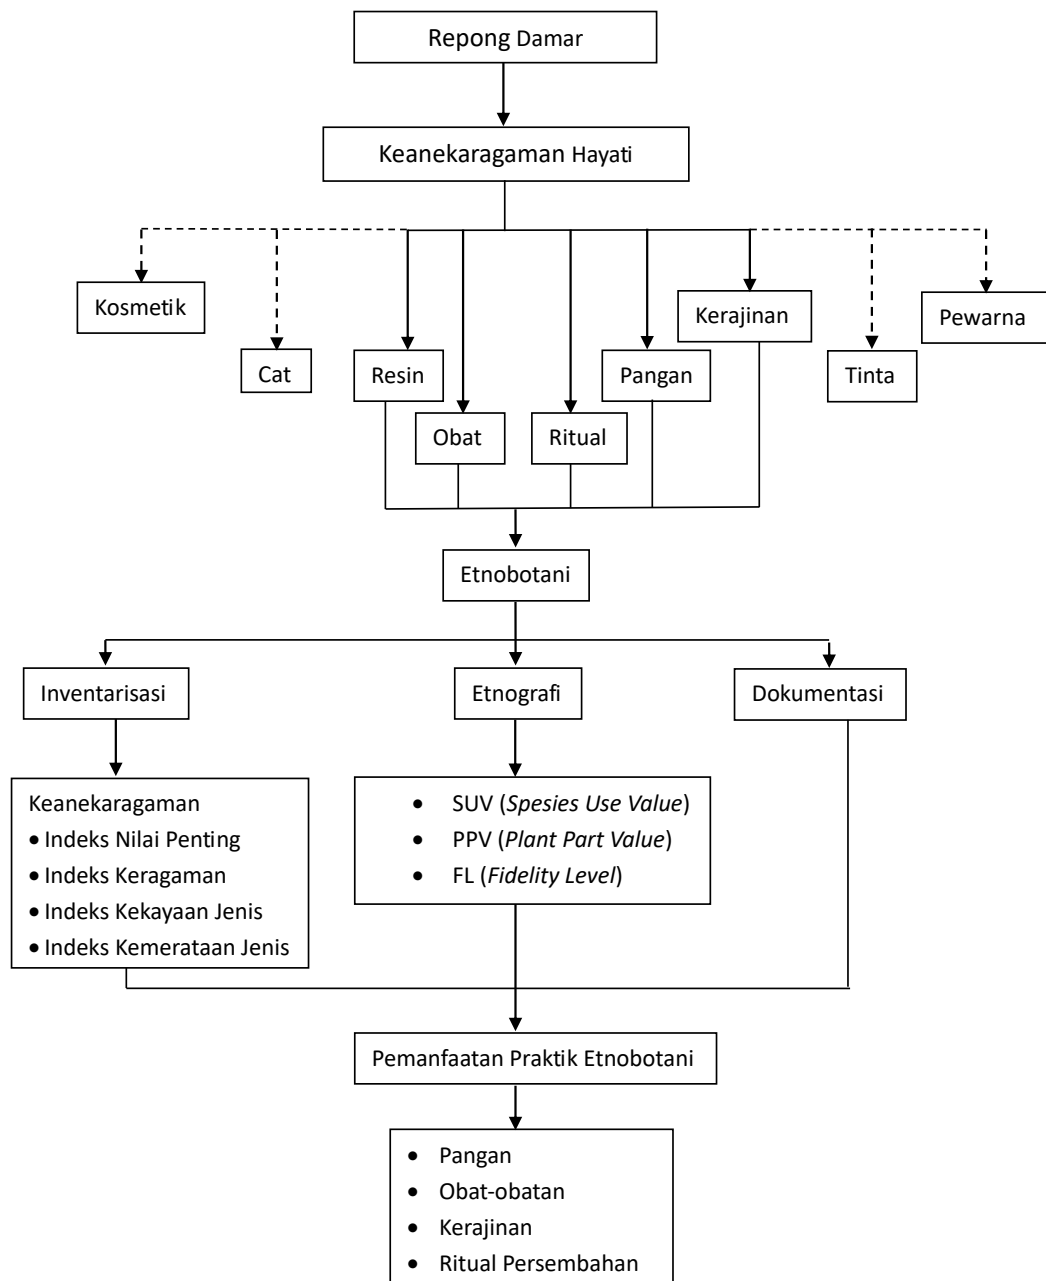 Repong Damar
Keanekaragaman Hayati
Kosmetik
Kerajinan
Pewarna
Cat
Resin
Pangan
Tinta
Obat
Ritual
Etnobotani
Inventarisasi
Etnografi
Dokumentasi
Keanekaragaman
• Indeks Nilai Penting
• Indeks Keragaman
• Indeks Kekayaan Jenis
• Indeks Kemerataan Jenis
• SUV (Spesies Use Value)
• PPV (Plant Part Value)
• FL (Fidelity Level)
Pemanfaatan Praktik Etnobotani
• Pangan
• Obat-obatan
• Kerajinan
• Ritual Persembahan